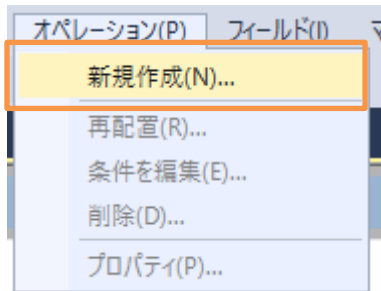 オペレーション(P) フィールド(I)
新規作成(N)...
再配置(R)...
条件を編集(E)...
削除(D)...
プロパティ(P)...